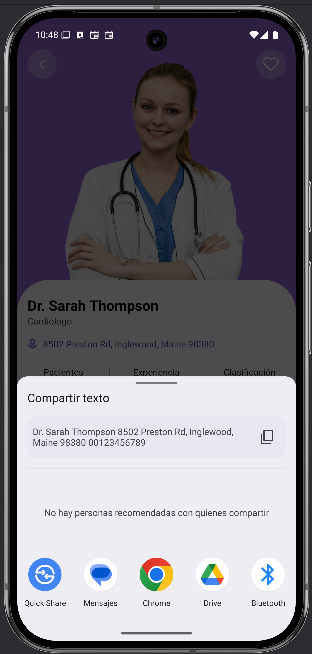 10:48
Dr. Sarah Thompson
Cardiologo
8502 Preston Rd, Inglewood, Maine 98380
Pacientes Experiencia Clasificación
Compartir texto
Dr. Sarah Thompson 8502 Preston Rd, Inglewood,
Maine 98380 00123456789
No hay personas recomendadas con quienes compartir
Quick Share Mensajes Chrome Drive Bluetooth